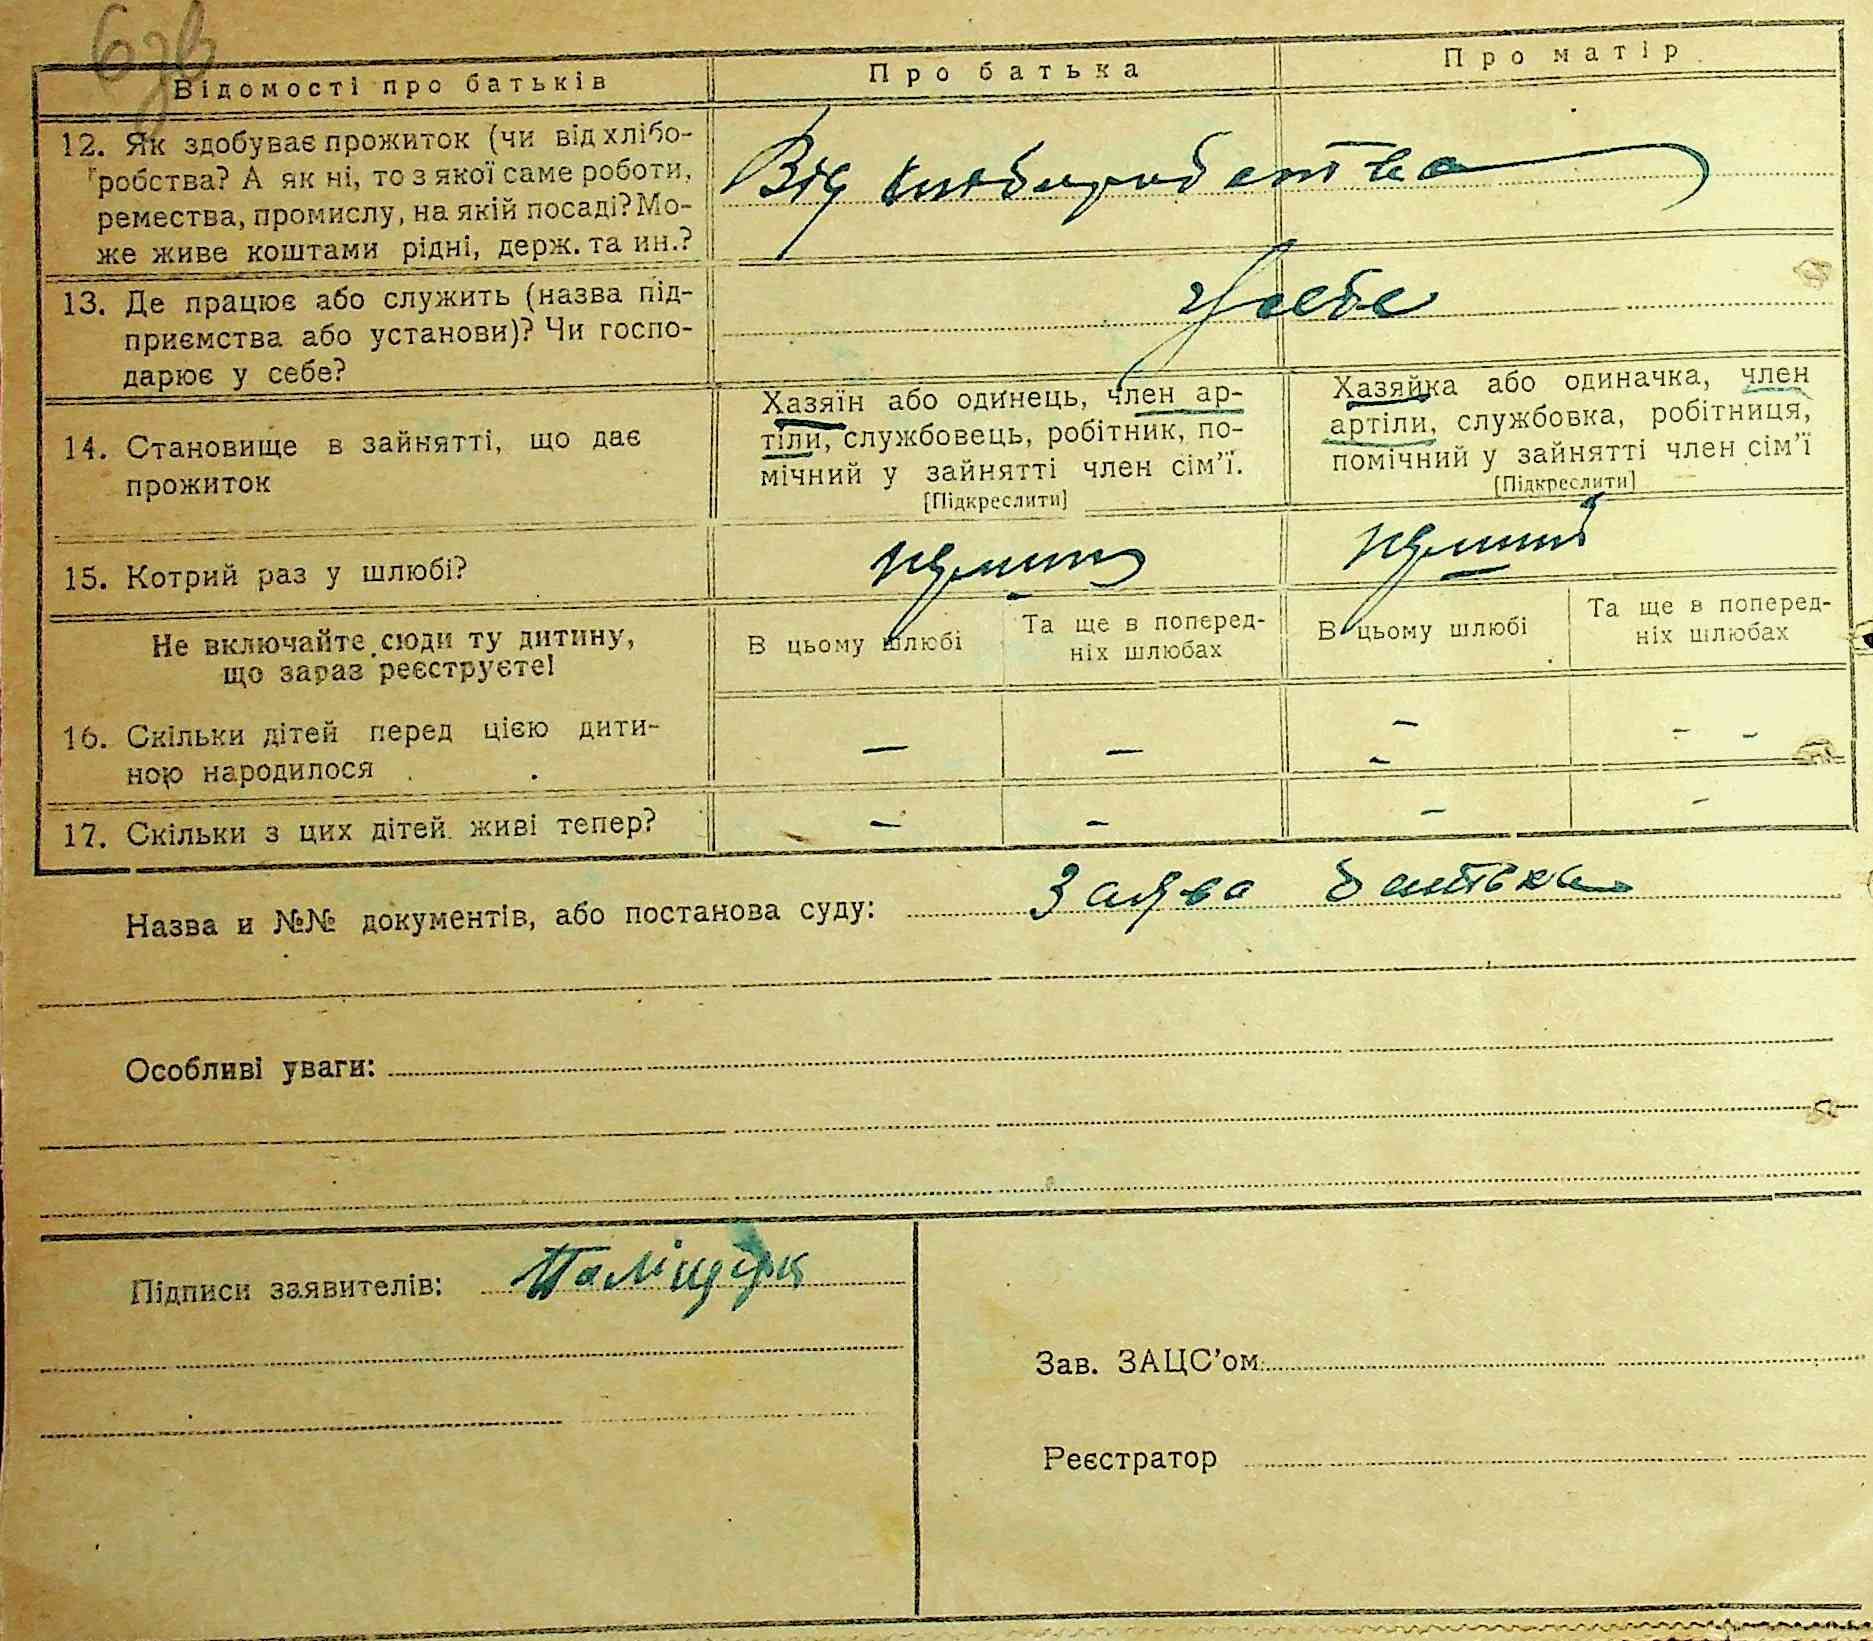 6зв
Відомості про батьків
Про батька
Про матір
12. Як здобуває прожиток (чи від хлібо-
робства? А як ні, то з якої саме роботи,
ремества, промислу, на якій посаді? Мо-
же живе коштами рідні, держ. та ин.?
Від хліборобства
13. Де працює або служить (назва під-
приємства або установи)? Чи госпо-
дарює у себе?
у себе
14. Становище в зайнятті, що дає
прожиток
Хазяїн або одинець, член ар-
тіли, службовець, робітник, по-
мічний у зайнятті член сім'ї.
[Підкреслити]
Хазяйка або одиначка, член
артіли, службовка, робітниця,
помічний у зайнятті член сім'ї
[Підкреслити]
15. Котрий раз у шлюбі?
перший
перший
Не включайте сюди ту дитину,
що зараз реєструєте!
В цьому шлюбі
Та ще в поперед-
ніх шлюбах
В цьому шлюбі
Та ще в поперед-
ніх шлюбах
16. Скільки дітей перед цією дити-
ною народилося
– – – –
17. Скільки з цих дітей живі тепер?
– – – –
Назва и №№ документів, або постанова суду: Заява батька
Особливі уваги:
Підписи заявителів:
Зав. ЗАЦС'ом
Реєстратор